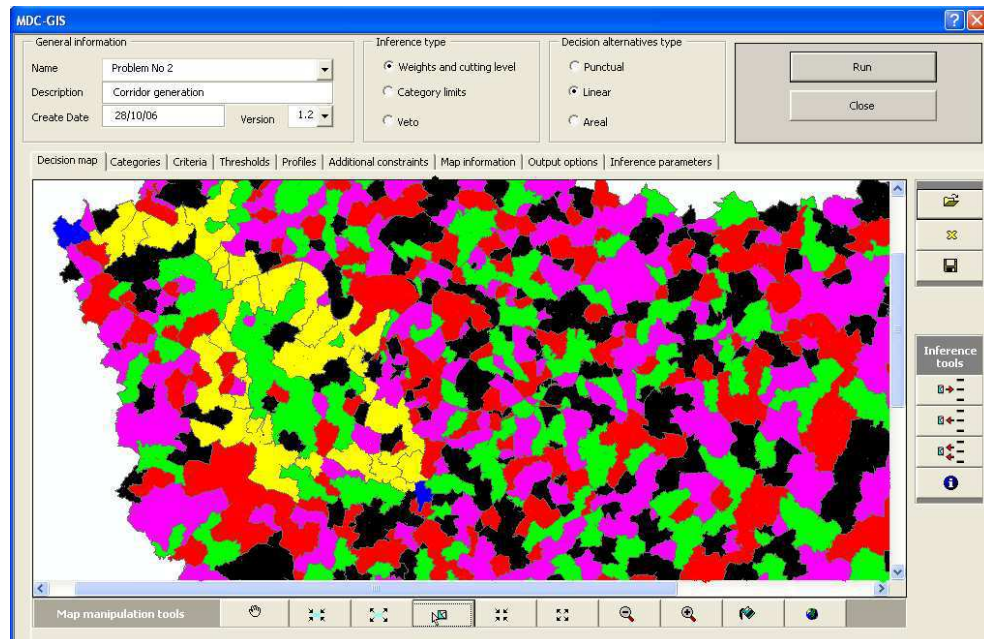 MDC-GIS
General information
Name
Problem No 2
Description
Corridor generation
Create Date
28/10/06
Version
1.2
Inference type
Weights and cutting level
Category limits
Veto
Decision alternatives type
Punctual
Linear
Areal
Run
Close
Decision map
Categories
Criteria
Thresholds
Profiles
Additional constraints
Map information
Output options
Inference parameters
Inference
tools
Map manipulation tools